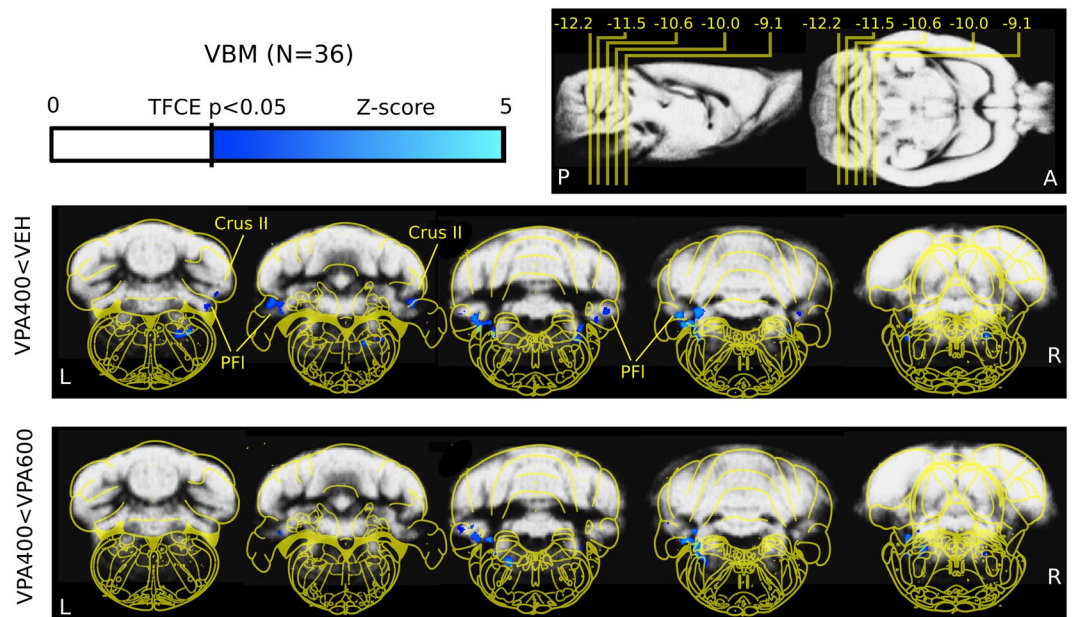 VBM (N=36)
0 TFCE p<0.05 Z-score 5
-12.2 -11.5 -10.6 -10.0 -9.1
-12.2 -11.5 -10.6 -10.0 -9.1
P A
VPA400<VEH
Crus II
Crus II
PFl
PFl
L R
VPA400<VPA600
L R